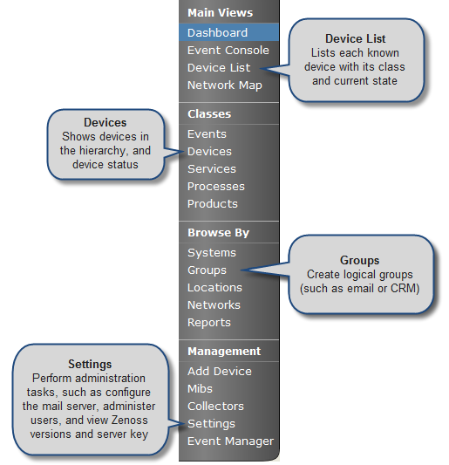 Main Views
Dashboard
Event Console
Device List
Network Map
Device List
Lists each known
device with its class
and current state
Classes
Events
Devices
Services
Processes
Products
Devices
Shows devices in
the hierarchy, and
device status
Browse By
Systems
Groups
Locations
Networks
Reports
Groups
Create logical groups
(such as email or CRM)
Management
Add Device
Mibs
Collectors
Settings
Event Manager
Settings
Perform administration
tasks, such as configure
the mail server, administer
users, and view Zenoss
versions and server key